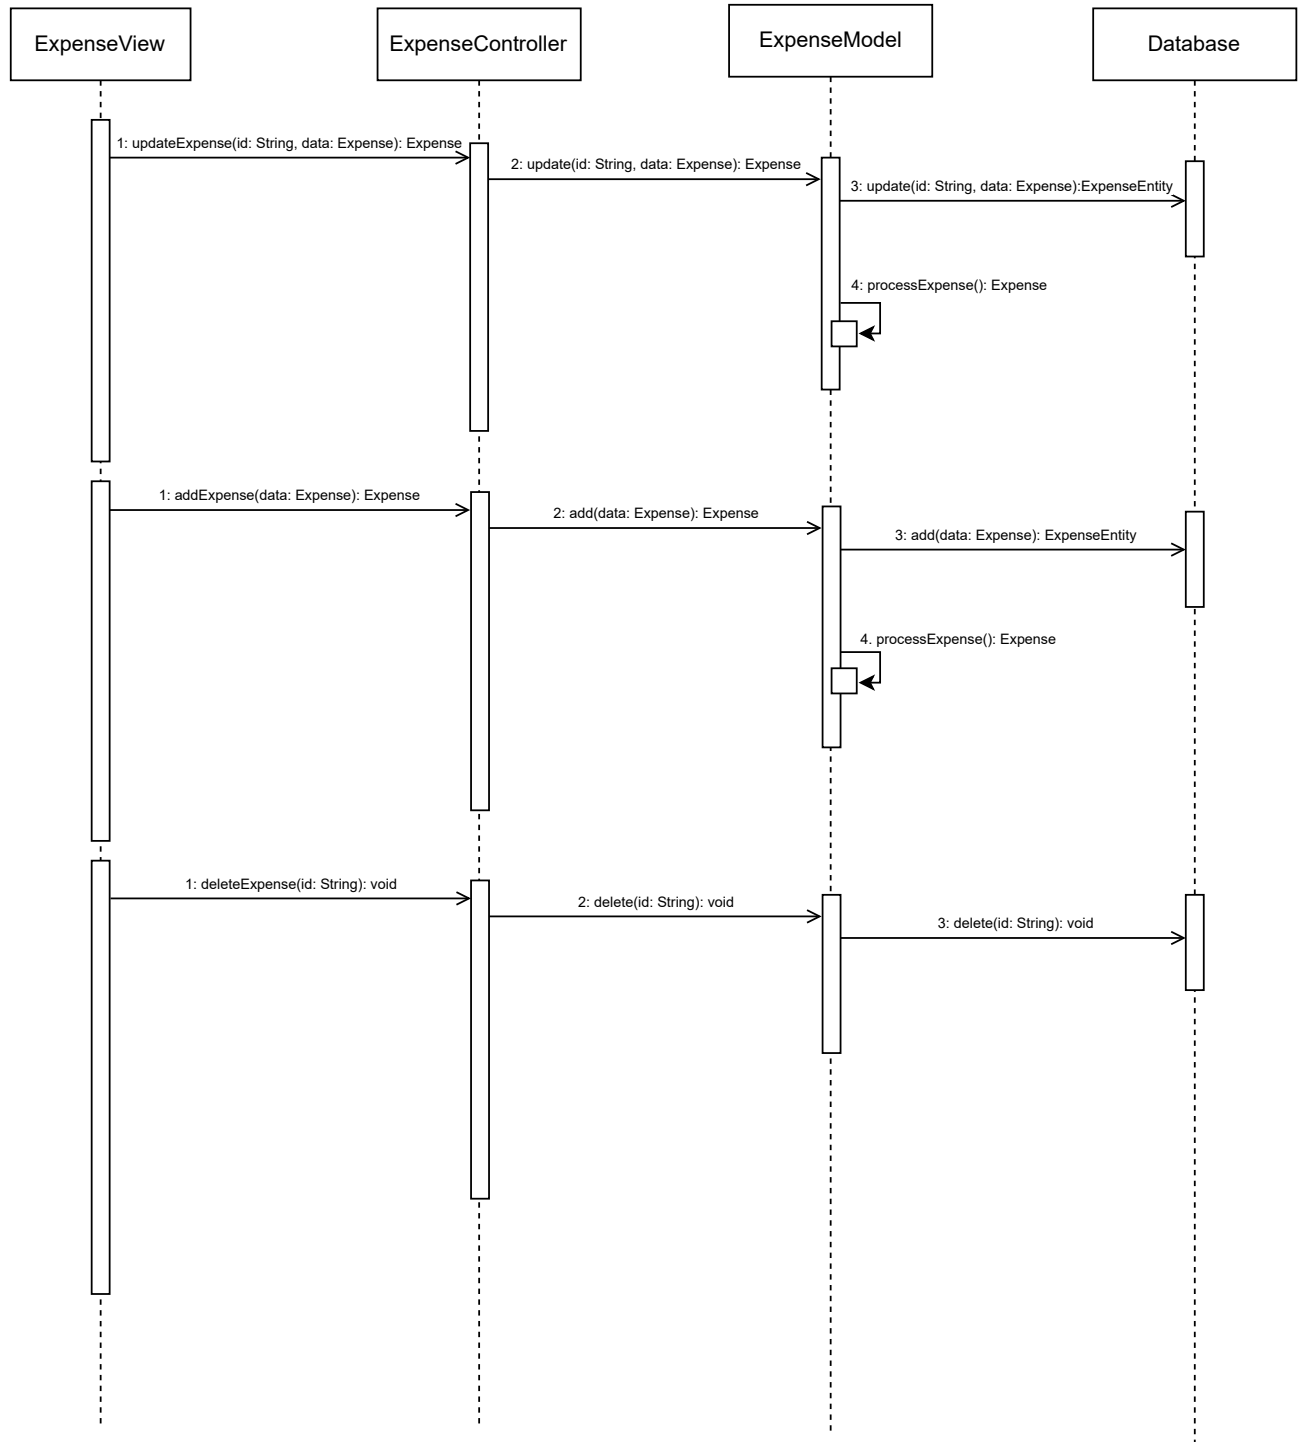 ExpenseView
ExpenseController
ExpenseModel
Database
1: updateExpense(id: String, data: Expense): Expense
2: update(id: String, data: Expense): Expense
3: update(id: String, data: Expense):ExpenseEntity
4: processExpense(): Expense
1: addExpense(data: Expense): Expense
2: add(data: Expense): Expense
3: add(data: Expense): ExpenseEntity
4. processExpense(): Expense
1: deleteExpense(id: String): void
2: delete(id: String): void
3: delete(id: String): void